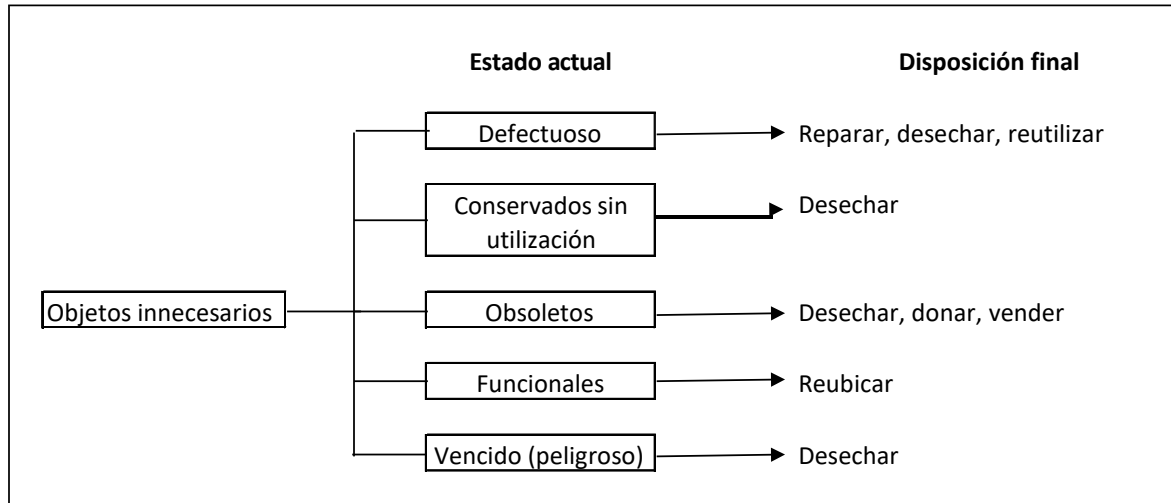 Estado actual
Disposición final
Defectuoso
Reparar, desechar, reutilizar
Conservados sin
utilización
Desechar
Objetos innecesarios
Obsoletos
Desechar, donar, vender
Funcionales
Reubicar
Vencido (peligroso)
Desechar